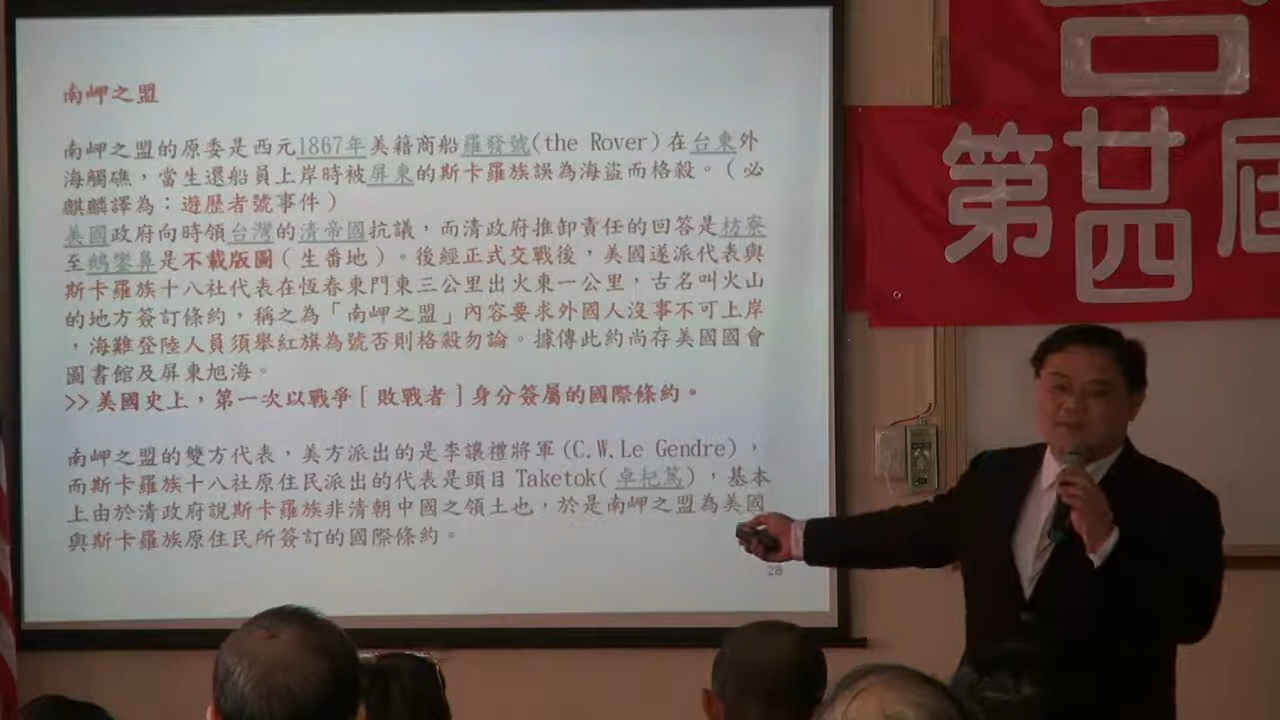 南岬之盟
南岬之盟的原委是西元1867年美籍商船羅發號(the Rover)在台東外
海觸礁，當生還船員上岸時被屏東的斯卡羅族誤為海盜而格殺。（必
麒麟譯為：遊歷者號事件）
美國政府向時領台灣的清帝國抗議，而清政府推卸責任的回答是枋寮
至鵝鑾鼻是不載版圖（生番地）。後經正式交戰後，美國遂派代表與
斯卡羅族十八社代表在恆春東門東三公里出火東一公里，古名叫火山
的地方簽訂條約，稱之為「南岬之盟」內容要求外國人沒事不可上岸
，海難登陸人員須舉紅旗為號否則格殺勿論。據傳此約尚存美國國會
圖書館及屏東旭海。
>>美國史上，第一次以戰爭[敗戰者]身分簽屬的國際條約。
南岬之盟的雙方代表，美方派出的是李讓禮將軍(C.W.Le Gendre)，
而斯卡羅族十八社原住民派出的代表是頭目Taketok(卓杞篤)，基本
上由於清政府說斯卡羅族非清朝中國之領土也，於是南岬之盟為美國
與斯卡羅族原住民所簽訂的國際條約。
28
第廿四屆